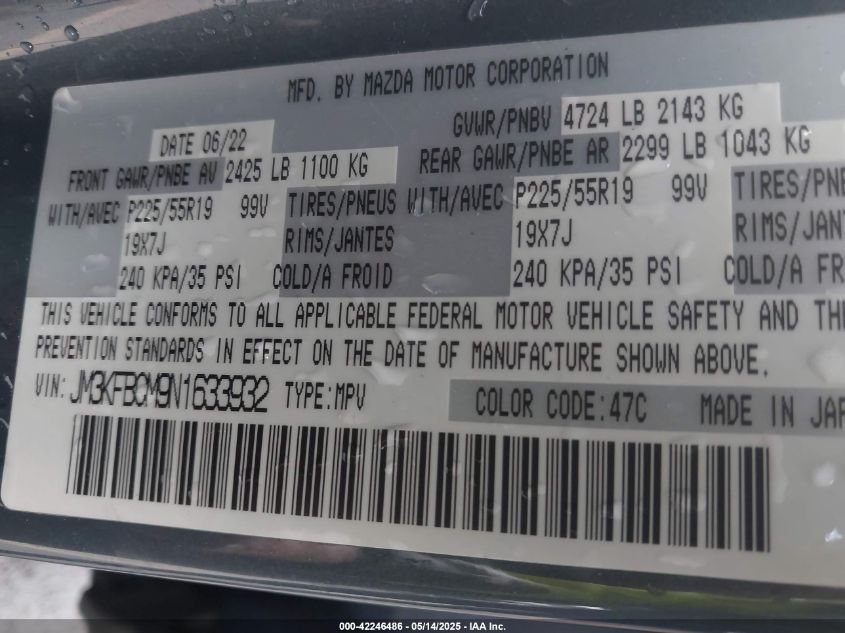 MFD. BY MAZDA MOTOR CORPORATION
DATE 06/22 GVWR/PNBV 4724 LB 2143 KG
FRONT GAWR/PNBE AV 2425 LB 1100 KG REAR GAWR/PNBE AR 2299 LB 1043 KG
WITH/AVEC P225/55R19 99V TIRES/PNEUS WITH/AVEC P225/55R19 99V TIRES/PNE
19X7J RIMS/JANTES 19X7J RIMS/JAN
240 KPA/35 PSI COLD/A FROID 240 KPA/35 PSI COLD/A FR
THIS VEHICLE CONFORMS TO ALL APPLICABLE FEDERAL MOTOR VEHICLE SAFETY AND THE
PREVENTION STANDARDS IN EFFECT ON THE DATE OF MANUFACTURE SHOWN ABOVE.
VIN: JM3KFBCM9N1633932 TYPE:MPV COLOR CODE:47C MADE IN JAP
000-42246486 - 05/14/2025 - IAA Inc.